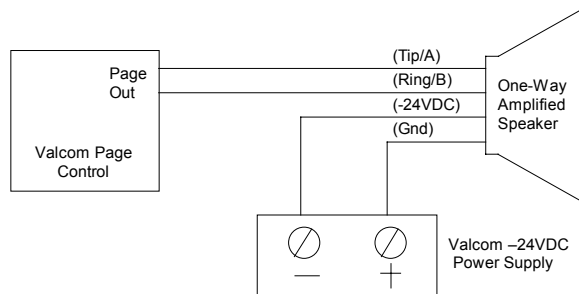 (Tip/A)
Page
Out
(Ring/B)
One-Way
Amplified
Speaker
(-24VDC)
(Gnd)
Valcom Page
Control
Valcom –24VDC
Power Supply